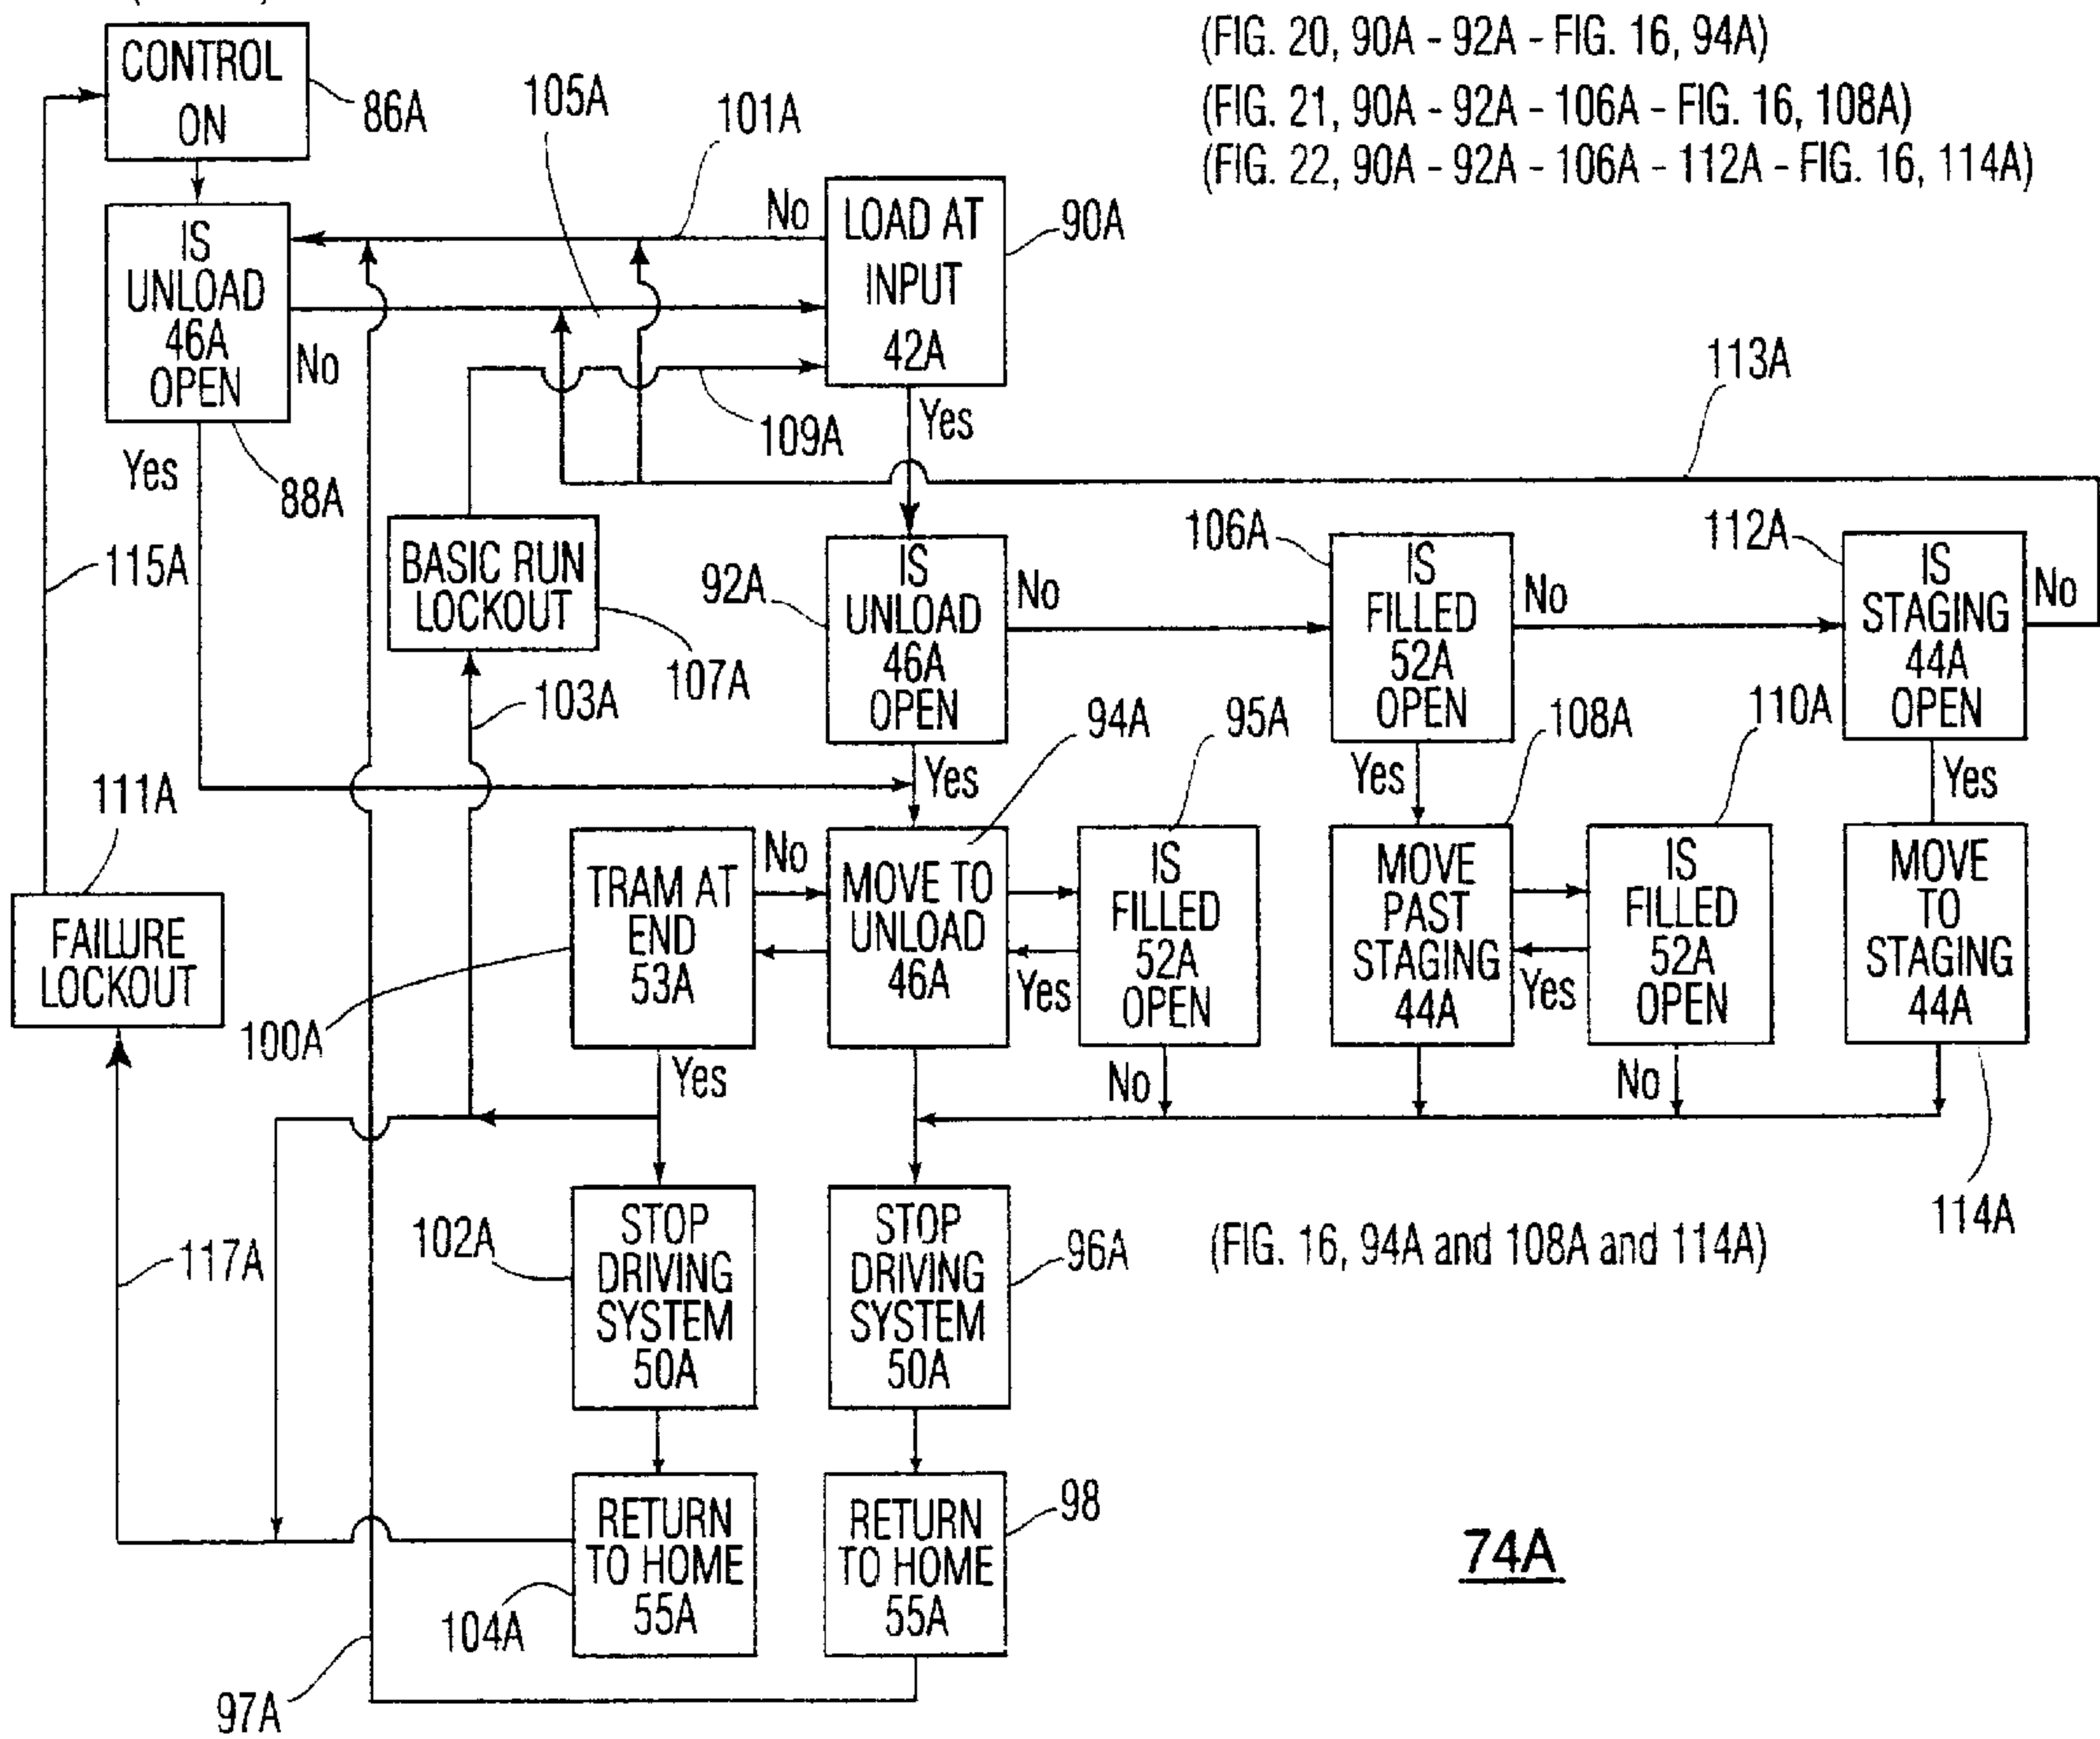 (FIG. 20, 90A - 92A - FIG. 16, 94A)
(FIG. 21, 90A - 92A - 106A - FIG. 16, 108A)
(FIG. 22, 90A - 92A - 106A - 112A - FIG. 16, 114A)
CONTROL
ON
86A
105A
101A
IS
UNLOAD
46A
OPEN
No
Yes
88A
No
LOAD AT
INPUT
42A
90A
Yes
109A
113A
115A
BASIC RUN
LOCKOUT
107A
103A
92A
IS
UNLOAD
46A
OPEN
No
Yes
106A
IS
FILLED
52A
OPEN
No
Yes
112A
IS
STAGING
44A
OPEN
No
Yes
111A
FAILURE
LOCKOUT
100A
TRAM AT
END
53A
No
Yes
94A
MOVE TO
UNLOAD
46A
95A
IS
FILLED
52A
OPEN
Yes
No
108A
MOVE
PAST
STAGING
44A
110A
IS
FILLED
52A
OPEN
Yes
No
MOVE
TO
STAGING
44A
114A
117A
102A
STOP
DRIVING
SYSTEM
50A
STOP
DRIVING
SYSTEM
50A
96A
(FIG. 16, 94A and 108A and 114A)
104A
RETURN
TO HOME
55A
RETURN
TO HOME
55A
98
97A
74A